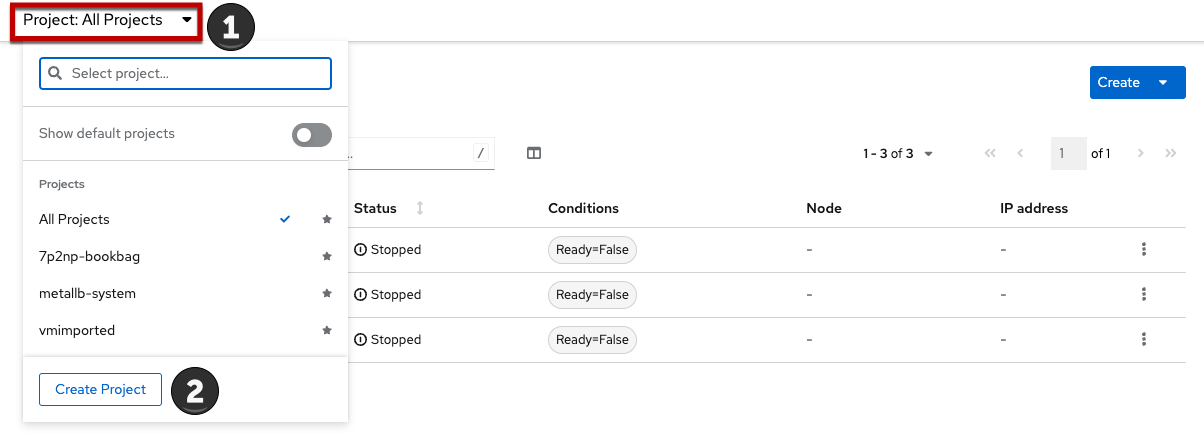 Project: All Projects
1
Select project...
Create
Show default projects
/
1 - 3 of 3
1
of 1
Projects
Status
Conditions
Node
IP address
All Projects
Stopped
Ready=False
-
-
7p2np-bookbag
metallb-system
Stopped
Ready=False
-
-
vmimported
Stopped
Ready=False
-
-
Create Project
2